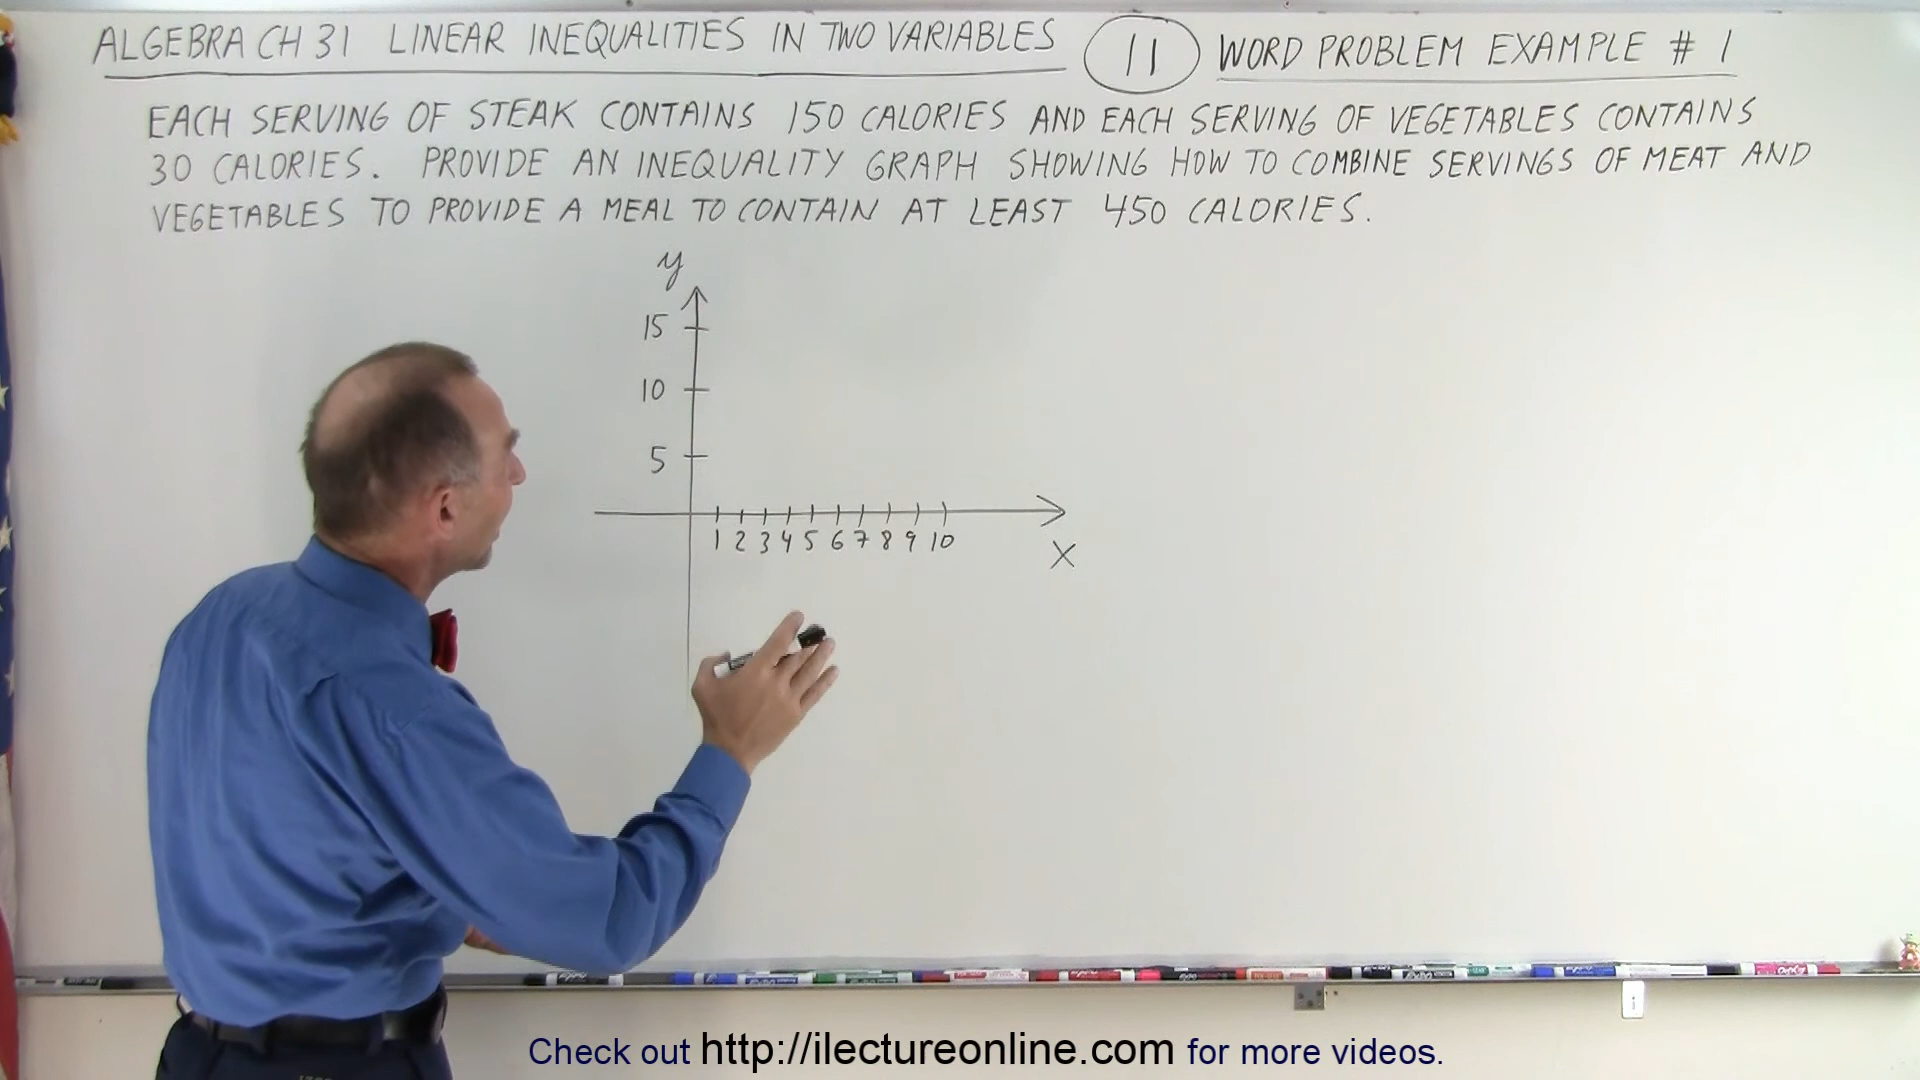 ALGEBRA CH 31 LINEAR INEQUALITIES IN TWO VARIABLES 11 WORD PROBLEM EXAMPLE # 1
EACH SERVING OF STEAK CONTAINS 150 CALORIES AND EACH SERVING OF VEGETABLES CONTAINS
30 CALORIES. PROVIDE AN INEQUALITY GRAPH SHOWING HOW TO COMBINE SERVINGS OF MEAT AND
VEGETABLES TO PROVIDE A MEAL TO CONTAIN AT LEAST 450 CALORIES.
y
15
10
5
1 2 3 4 5 6 7 8 9 10
X
Check out http://ilectureonline.com for more videos.